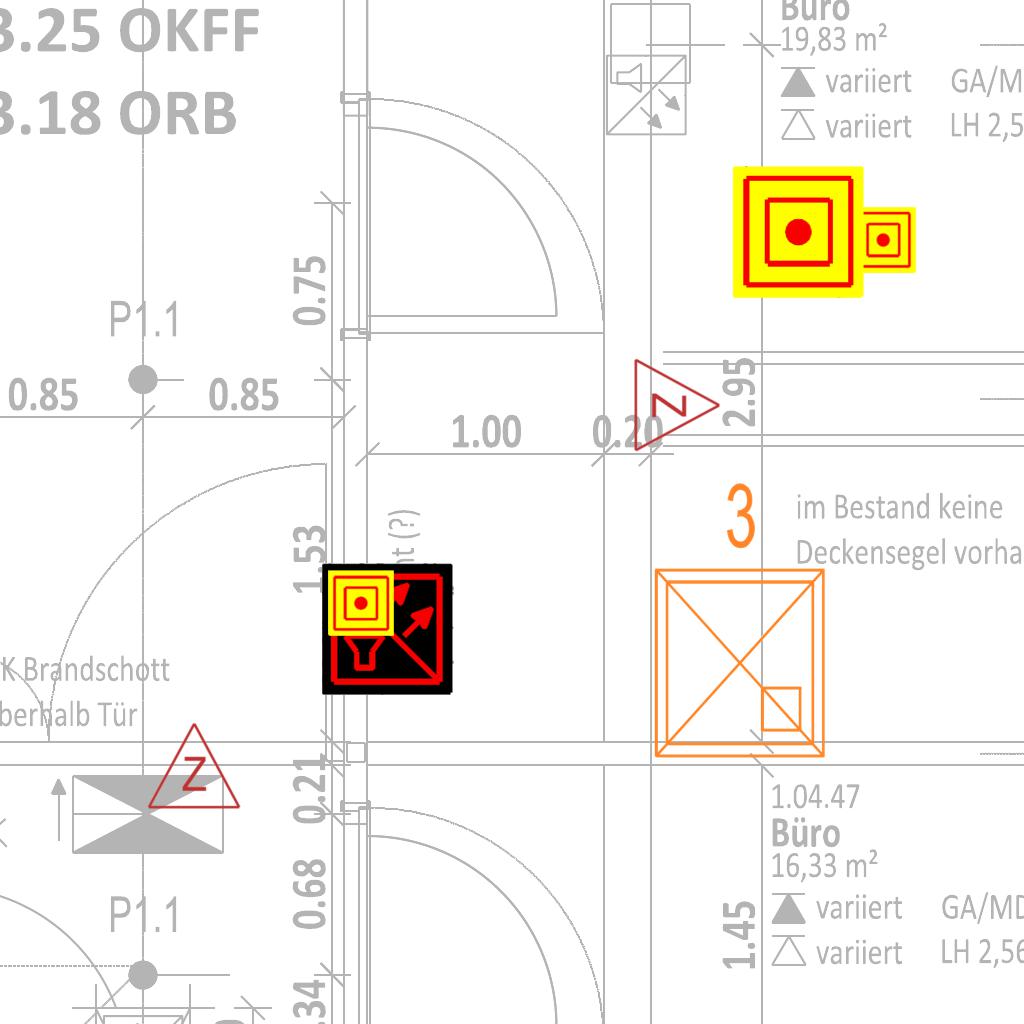 3.25 OKFF
3.18 ORB
Büro
19,83 m²
variiert GA/M
variiert LH 2,5
0.75
P1.1
0.85
0.85
2.95
Z
1.00
0.20
1.53
nt (?)
3
im Bestand keine
Deckensegel vorha
K Brandschott
berhalb Tür
Z
0.21
1.04.47
Büro
16,33 m²
variiert GA/MD
variiert LH 2,56
0.68
P1.1
1.45
.34